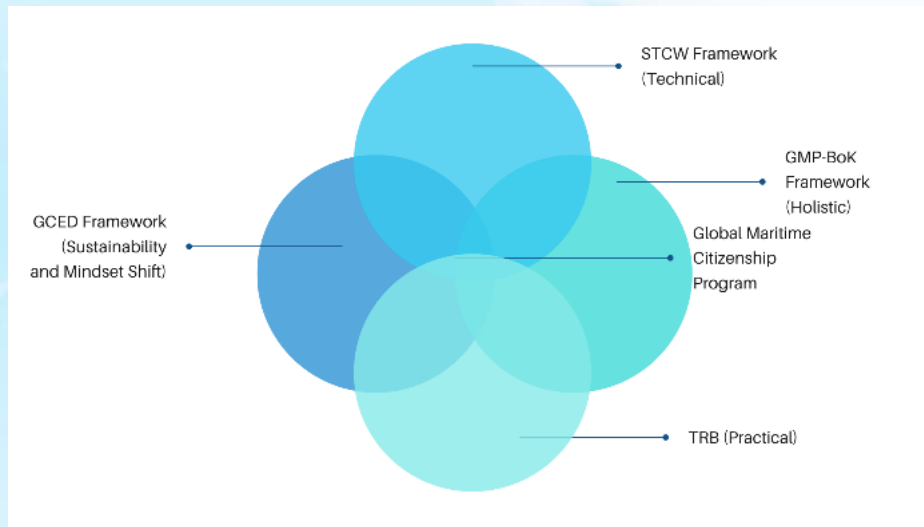 STCW Framework
(Technical)
GMP-BoK
Framework
(Holistic)
GCED Framework
(Sustainability
and Mindset Shift)
Global Maritime
Citizenship
Program
TRB (Practical)